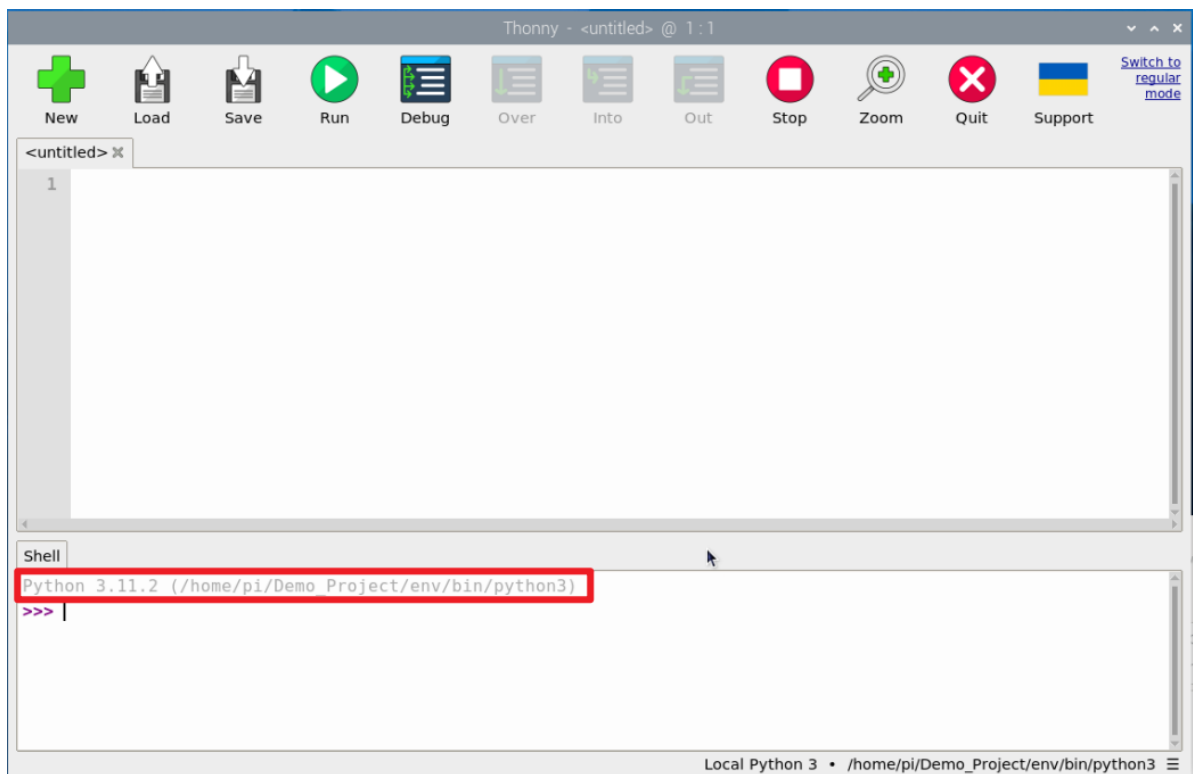 Thonny - <untitled> @ 1 : 1
New Load Save Run Debug Over Into Out Stop Zoom Quit Support
Switch to
regular
mode
<untitled>
1
Shell
Python 3.11.2 (/home/pi/Demo_Project/env/bin/python3)
>>>
Local Python 3 • /home/pi/Demo_Project/env/bin/python3 ☰